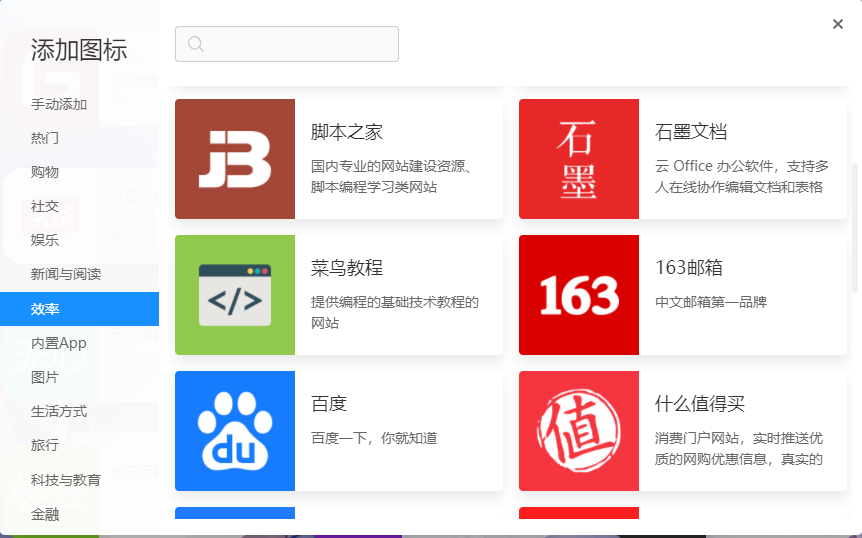 添加图标
手动添加
热门
购物
社交
娱乐
新闻与阅读
效率
内置App
图片
生活方式
旅行
科技与教育
金融
JB
脚本之家
国内专业的网站建设资源、
脚本编程学习类网站
石墨
石墨文档
云 Office 办公软件，支持多
人在线协作编辑文档和表格
</>
菜鸟教程
提供编程的基础技术教程的
网站
163
163邮箱
中文邮箱第一品牌
du
百度
百度一下，你就知道
值
什么值得买
消费门户网站，实时推送优
质的网购优惠信息，真实的